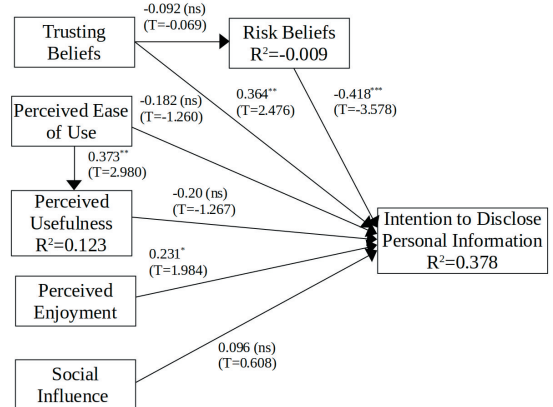 -0.092 (ns)
(T=-0.069)
Trusting
Beliefs
Risk Beliefs
R²=-0.009
-0.182 (ns)
(T=-1.260)
0.364**
(T=2.476)
-0.418***
(T=-3.578)
Perceived Ease
of Use
0.373**
(T=2.980)
Perceived
Usefulness
R²=0.123
-0.20 (ns)
(T=-1.267)
Intention to Disclose
Personal Information
R²=0.378
0.231*
(T=1.984)
Perceived
Enjoyment
0.096 (ns)
(T=0.608)
Social
Influence